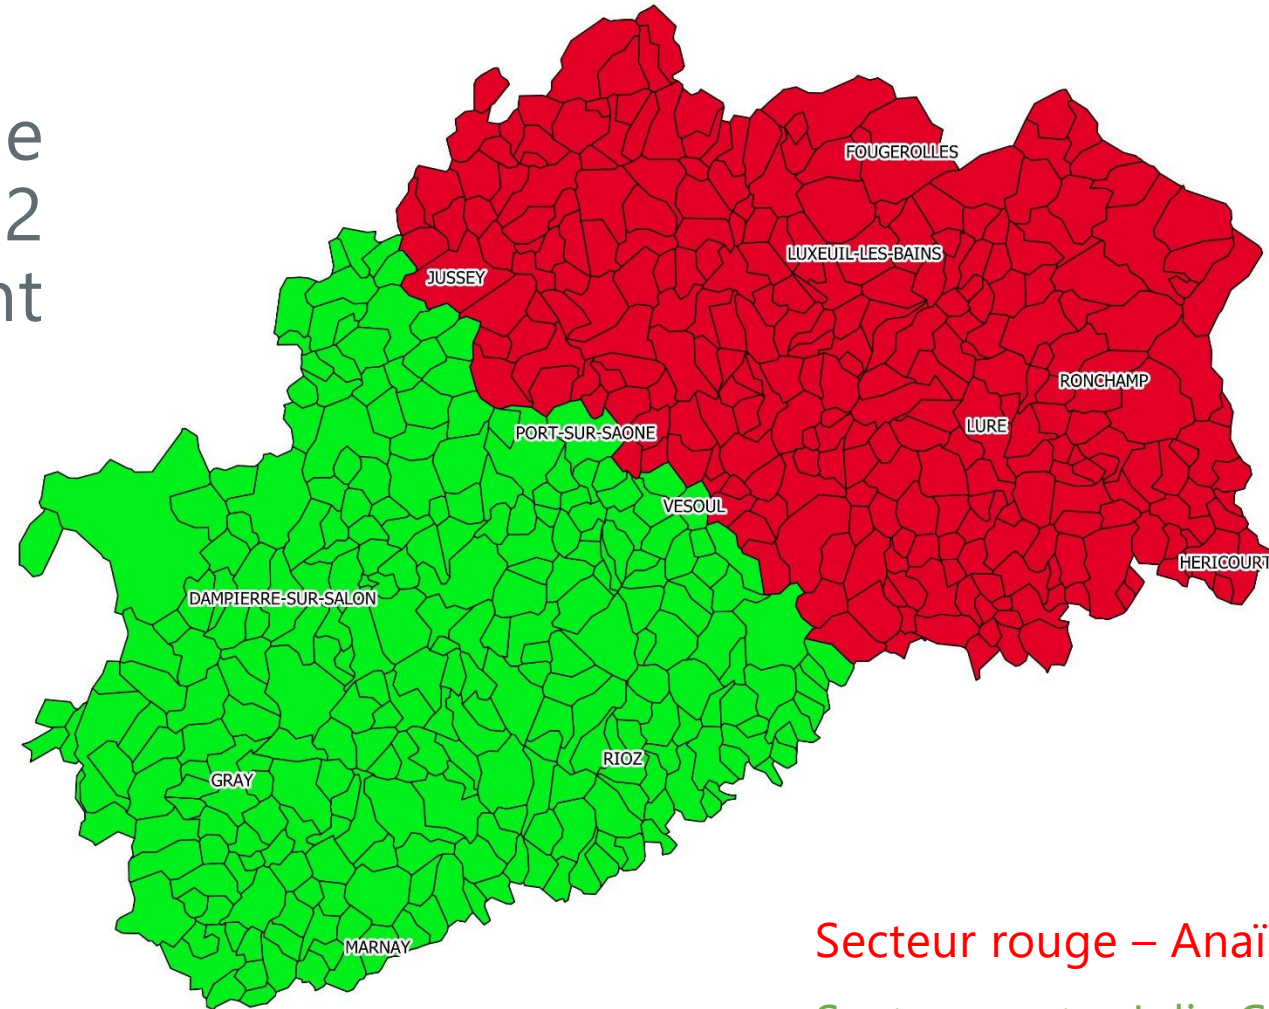 e
2
nt
FOUGEROLLES
LUXEUIL-LES-BAINS
JUSSEY
RONCHAMP
LURE
PORT-SUR-SAONE
VESOUL
HERICOURT
DAMPIERRE-SUR-SALON
RIOZ
GRAY
MARNAY
Secteur rouge – Anaï